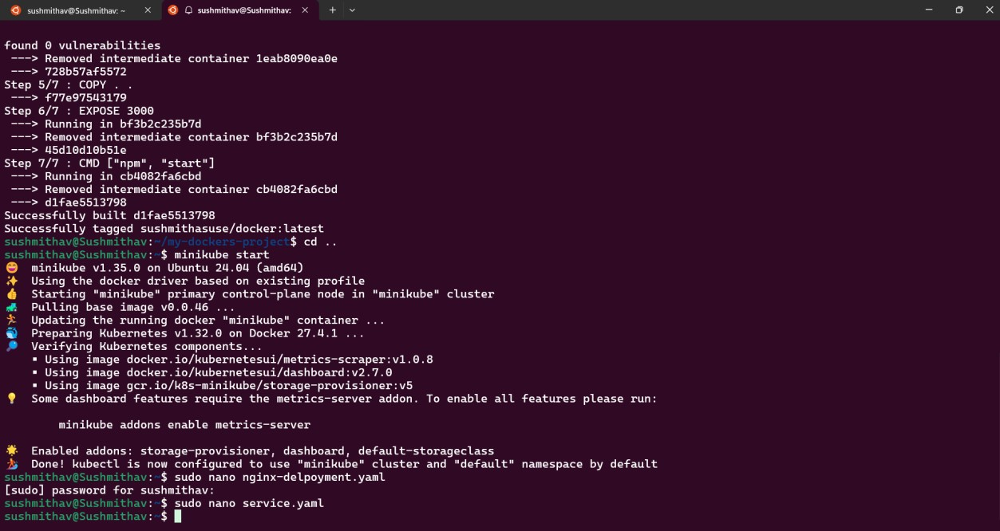 sushmithav@Sushmithav: ~
sushmithav@Sushmithav:
found 0 vulnerabilities
---> Removed intermediate container 1eab8090ea0e
---> 728b57af5572
Step 5/7 : COPY . .
---> f77e97543179
Step 6/7 : EXPOSE 3000
---> Running in bf3b2c235b7d
---> Removed intermediate container bf3b2c235b7d
---> 45d10d10b51e
Step 7/7 : CMD ["npm", "start"]
---> Running in cb4082fa6cbd
---> Removed intermediate container cb4082fa6cbd
---> d1fae5513798
Successfully built d1fae5513798
Successfully tagged sushmithasuse/docker:latest
sushmithav@Sushmithav:~/my-dockers-project$ cd ..
sushmithav@Sushmithav:~$ minikube start
😄 minikube v1.35.0 on Ubuntu 24.04 (amd64)
✨ Using the docker driver based on existing profile
👍 Starting "minikube" primary control-plane node in "minikube" cluster
🚜 Pulling base image v0.0.46 ...
🏃 Updating the running docker "minikube" container ...
🐳 Preparing Kubernetes v1.32.0 on Docker 27.4.1 ...
🔎 Verifying Kubernetes components...
▪ Using image docker.io/kubernetesui/metrics-scraper:v1.0.8
▪ Using image docker.io/kubernetesui/dashboard:v2.7.0
▪ Using image gcr.io/k8s-minikube/storage-provisioner:v5
💡 Some dashboard features require the metrics-server addon. To enable all features please run:
minikube addons enable metrics-server
🌟 Enabled addons: storage-provisioner, dashboard, default-storageclass
🏄 Done! kubectl is now configured to use "minikube" cluster and "default" namespace by default
sushmithav@Sushmithav:~$ sudo nano nginx-delpoyment.yaml
[sudo] password for sushmithav:
sushmithav@Sushmithav:~$ sudo nano service.yaml
sushmithav@Sushmithav:~$